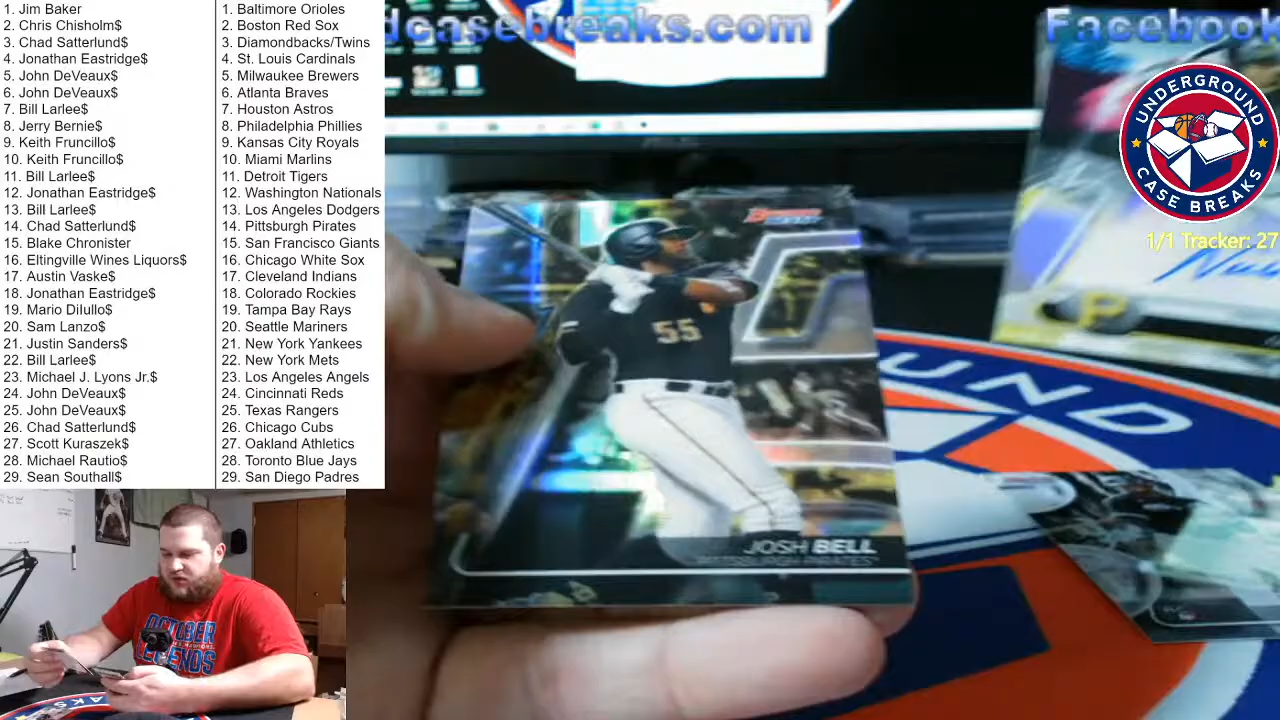 1. Jim Baker
2. Chris Chisholm$
3. Chad Satterlund$
4. Jonathan Eastridge$
5. John DeVeaux$
6. John DeVeaux$
7. Bill Larlee$
8. Jerry Bernie$
9. Keith Fruncillo$
10. Keith Fruncillo$
11. Bill Larlee$
12. Jonathan Eastridge$
13. Bill Larlee$
14. Chad Satterlund$
15. Blake Chronister
16. Eltingville Wines Liquors$
17. Austin Vaske$
18. Jonathan Eastridge$
19. Mario Dilullo$
20. Sam Lanzo$
21. Justin Sanders$
22. Bill Larlee$
23. Michael J. Lyons Jr.$
24. John DeVeaux$
25. John DeVeaux$
26. Chad Satterlund$
27. Scott Kuraszek$
28. Michael Rautio$
29. Sean Southall$
1. Baltimore Orioles
2. Boston Red Sox
3. Diamondbacks/Twins
4. St. Louis Cardinals
5. Milwaukee Brewers
6. Atlanta Braves
7. Houston Astros
8. Philadelphia Phillies
9. Kansas City Royals
10. Miami Marlins
11. Detroit Tigers
12. Washington Nationals
13. Los Angeles Dodgers
14. Pittsburgh Pirates
15. San Francisco Giants
16. Chicago White Sox
17. Cleveland Indians
18. Colorado Rockies
19. Tampa Bay Rays
20. Seattle Mariners
21. New York Yankees
22. New York Mets
23. Los Angeles Angels
24. Cincinnati Reds
25. Texas Rangers
26. Chicago Cubs
27. Oakland Athletics
28. Toronto Blue Jays
29. San Diego Padres
dcasebreaks.com
Facebook
UNDERGROUND
CASE BREAKS
1/1 Tracker: 27
55
JOSH BELL
PITTSBURGH PIRATES
UND
P
OCTOBER
LEGENDS